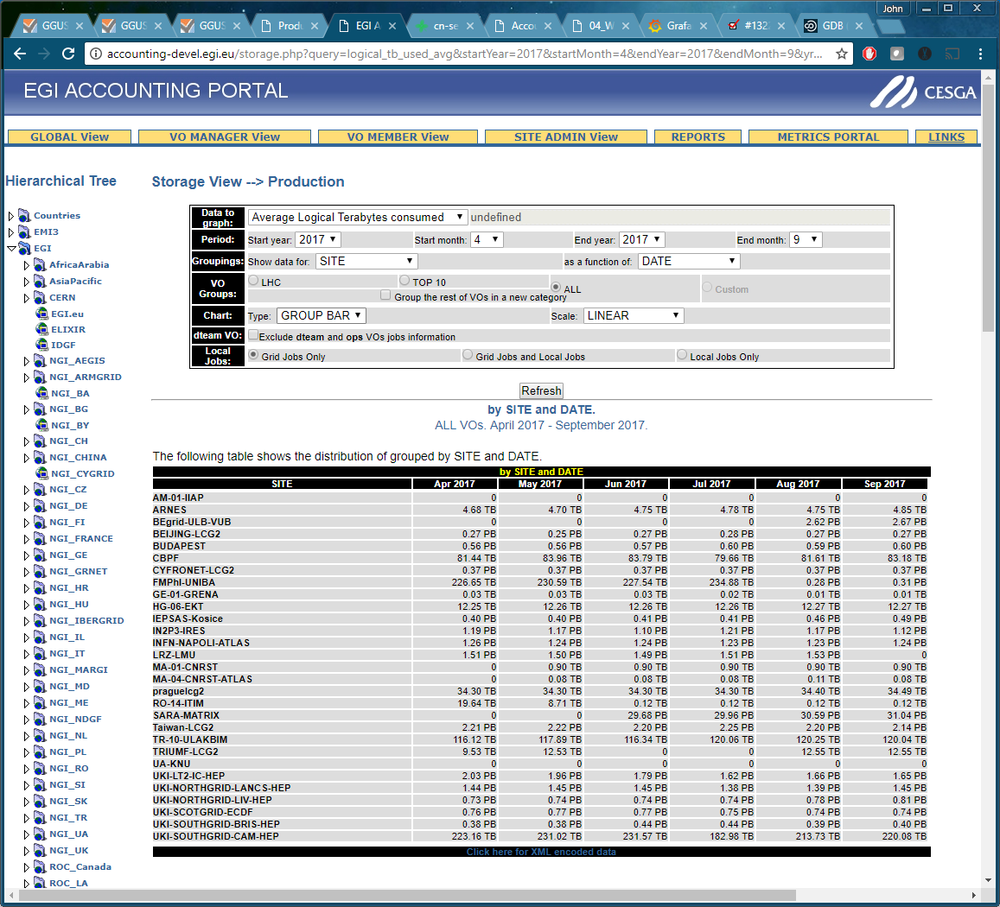 John
GGUS
GGUS
GGUS
Produ
EGI A
cn-se
Accou
04_W
Grafa
#132
GDB
accounting-devel.egi.eu/storage.php?query=logical_tb_used_avg&startYear=2017&startMonth=4&endYear=2017&endMonth=9&yr...
EGI ACCOUNTING PORTAL
CESGA
GLOBAL View VO MANAGER View VO MEMBER View SITE ADMIN View REPORTS METRICS PORTAL LINKS
Hierarchical Tree
Countries
EMI3
EGI
AfricaArabia
AsiaPacific
CERN
EGI.eu
ELIXIR
IDGF
NGI_AEGIS
NGI_ARMGRID
NGI_BA
NGI_BG
NGI_BY
NGI_CH
NGI_CHINA
NGI_CYGRID
NGI_CZ
NGI_DE
NGI_FI
NGI_FRANCE
NGI_GE
NGI_GRNET
NGI_HR
NGI_HU
NGI_IBERGRID
NGI_IL
NGI_IT
NGI_MARGI
NGI_MD
NGI_ME
NGI_NDGF
NGI_NL
NGI_PL
NGI_RO
NGI_SI
NGI_SK
NGI_TR
NGI_UA
NGI_UK
ROC_Canada
ROC_LA
Storage View --> Production
Data to graph: Average Logical Terabytes consumed undefined
Period: Start year: 2017 Start month: 4 End year: 2017 End month: 9
Groupings: Show data for: SITE as a function of: DATE
VO Groups: LHC TOP 10 ALL Custom
Group the rest of VOs in a new category
Chart: Type: GROUP BAR Scale: LINEAR
dteam VO: Exclude dteam and ops VOs jobs information
Local Jobs: Grid Jobs Only Grid Jobs and Local Jobs Local Jobs Only
Refresh
by SITE and DATE.
ALL VOs. April 2017 - September 2017.
The following table shows the distribution of grouped by SITE and DATE.
by SITE and DATE
SITE Apr 2017 May 2017 Jun 2017 Jul 2017 Aug 2017 Sep 2017
AM-01-IIAP 0 0 0 0 0 0
ARNES 4.68 TB 4.70 TB 4.75 TB 4.78 TB 4.75 TB 4.85 TB
BEgrid-ULB-VUB 0 0 0 0 2.62 PB 2.67 PB
BEIJING-LCG2 0.27 PB 0.25 PB 0.27 PB 0.28 PB 0.27 PB 0.27 PB
BUDAPEST 0.56 PB 0.56 PB 0.57 PB 0.60 PB 0.59 PB 0.60 PB
CBPF 81.44 TB 83.96 TB 83.79 TB 79.66 TB 81.61 TB 83.18 TB
CYFRONET-LCG2 0.37 PB 0.37 PB 0.37 PB 0.37 PB 0.37 PB 0.37 PB
FMPhI-UNIBA 226.65 TB 230.59 TB 227.54 TB 234.88 TB 0.28 PB 0.31 PB
GE-01-GRENA 0.03 TB 0.03 TB 0.03 TB 0.02 TB 0.01 TB 0.01 TB
HG-06-EKT 12.25 TB 12.26 TB 12.26 TB 12.26 TB 12.27 TB 12.27 TB
IEPSAS-Kosice 0.40 PB 0.40 PB 0.41 PB 0.41 PB 0.46 PB 0.49 PB
IN2P3-IRES 1.19 PB 1.17 PB 1.10 PB 1.21 PB 1.17 PB 1.12 PB
INFN-NAPOLI-ATLAS 1.26 PB 1.24 PB 1.24 PB 1.23 PB 1.23 PB 1.24 PB
LRZ-LMU 1.51 PB 1.50 PB 1.49 PB 1.51 PB 1.53 PB 0
MA-01-CNRST 0 0.90 TB 0.90 TB 0.90 TB 0.90 TB 0.90 TB
MA-04-CNRST-ATLAS 0 0.08 TB 0.08 TB 0.08 TB 0.11 TB 0.08 TB
praguelcg2 34.30 TB 34.30 TB 34.30 TB 34.30 TB 34.40 TB 34.49 TB
RO-14-ITIM 19.64 TB 8.71 TB 0.12 TB 0.12 TB 0.12 TB 0.12 TB
SARA-MATRIX 0 0 29.68 PB 29.96 PB 30.59 PB 31.04 PB
Taiwan-LCG2 2.21 PB 2.22 PB 2.20 PB 2.25 PB 2.20 PB 2.14 PB
TR-10-ULAKBIM 116.12 TB 117.89 TB 116.34 TB 120.06 TB 120.25 TB 120.04 TB
TRIUMF-LCG2 9.53 TB 12.53 TB 0 0 12.55 TB 12.55 TB
UA-KNU 0 0 0 0 0 0
UKI-LT2-IC-HEP 2.03 PB 1.96 PB 1.79 PB 1.62 PB 1.66 PB 1.65 PB
UKI-NORTHGRID-LANCS-HEP 1.44 PB 1.45 PB 1.45 PB 1.38 PB 1.39 PB 1.45 PB
UKI-NORTHGRID-LIV-HEP 0.73 PB 0.74 PB 0.74 PB 0.74 PB 0.78 PB 0.81 PB
UKI-SCOTGRID-ECDF 0.76 PB 0.77 PB 0.77 PB 0.75 PB 0.74 PB 0.74 PB
UKI-SOUTHGRID-BRIS-HEP 0.38 PB 0.38 PB 0.44 PB 0.44 PB 0.39 PB 0.40 PB
UKI-SOUTHGRID-CAM-HEP 223.16 TB 231.02 TB 231.57 TB 182.98 TB 213.73 TB 220.08 TB
Click here for XML encoded data